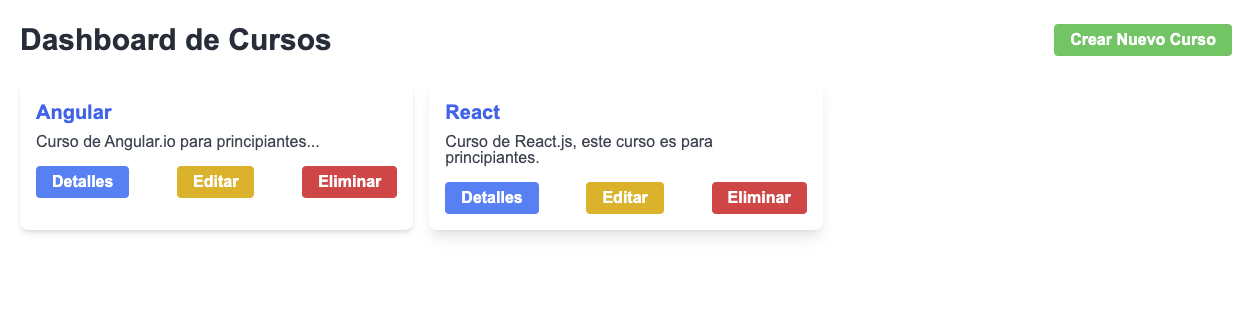 Dashboard de Cursos
Crear Nuevo Curso
Angular
Curso de Angular.io para principiantes...
Detalles Editar Eliminar
React
Curso de React.js, este curso es para
principiantes.
Detalles Editar Eliminar